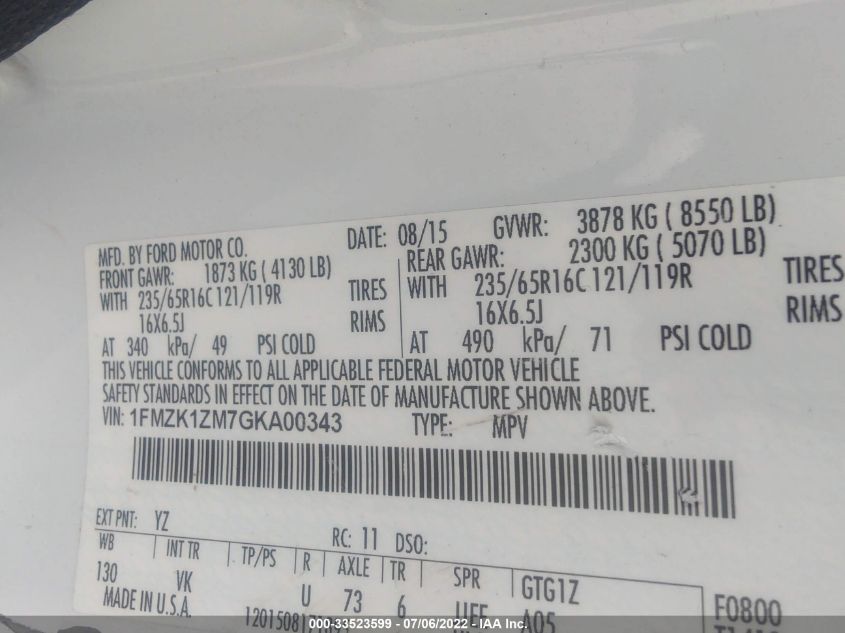 MFD. BY FORD MOTOR CO. DATE: 08/15 GVWR: 3878 KG ( 8550 LB)
FRONT GAWR: 1873 KG ( 4130 LB) REAR GAWR: 2300 KG ( 5070 LB)
WITH 235/65R16C 121/119R TIRES WITH 235/65R16C 121/119R TIRES
16X6.5J RIMS 16X6.5J RIMS
AT 340 kPa/ 49 PSI COLD AT 490 kPa/ 71 PSI COLD
THIS VEHICLE CONFORMS TO ALL APPLICABLE FEDERAL MOTOR VEHICLE
SAFETY STANDARDS IN EFFECT ON THE DATE OF MANUFACTURE SHOWN ABOVE.
VIN: 1FMZK1ZM7GKA00343 TYPE: MPV
EXT PNT: YZ RC: 11 DSO:
WB INT TR TP/PS R AXLE TR SPR GTG1Z F0800
130 VK U 73 6 A05
MADE IN U.S.A.
000-33523599 - 07/06/2022 - IAA Inc.